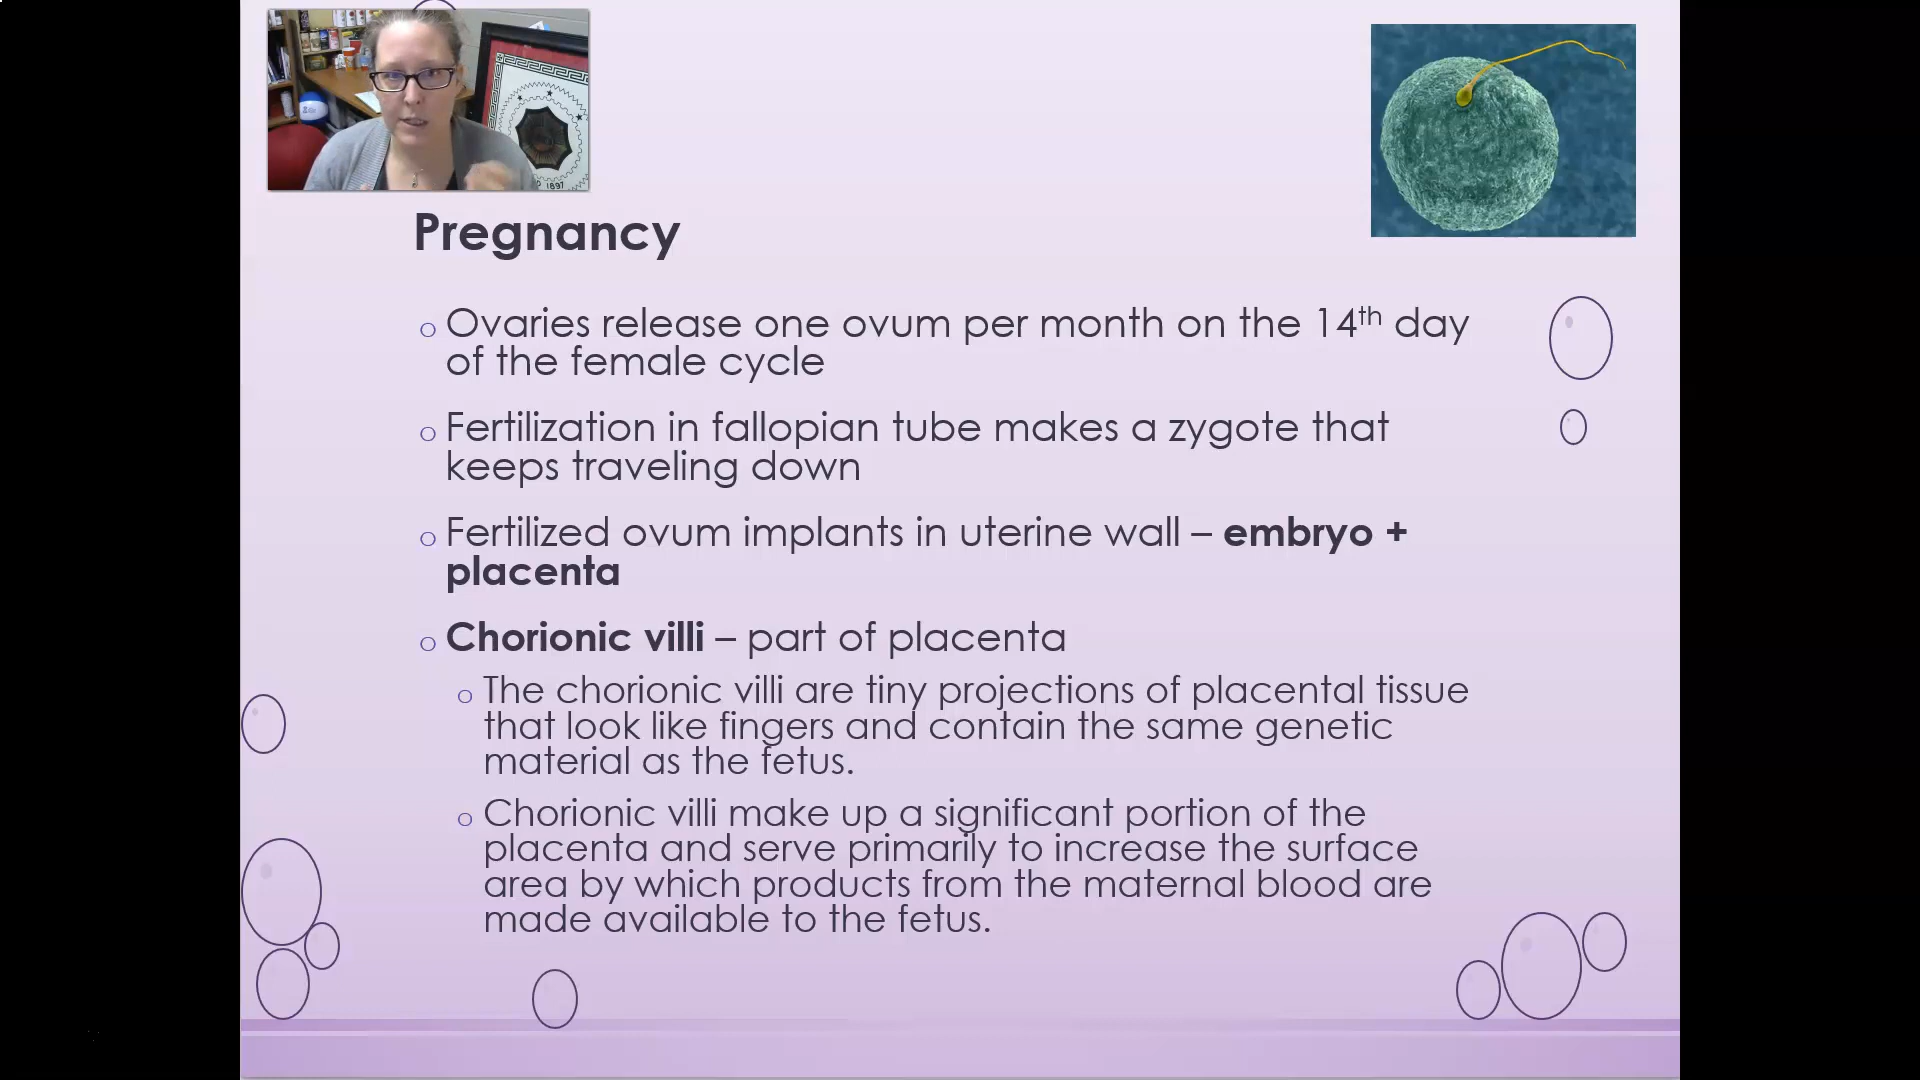 1897
Pregnancy
o Ovaries release one ovum per month on the 14th day
of the female cycle
o Fertilization in fallopian tube makes a zygote that
keeps traveling down
o Fertilized ovum implants in uterine wall – embryo +
placenta
o Chorionic villi – part of placenta
o The chorionic villi are tiny projections of placental tissue
that look like fingers and contain the same genetic
material as the fetus.
o Chorionic villi make up a significant portion of the
placenta and serve primarily to increase the surface
area by which products from the maternal blood are
made available to the fetus.